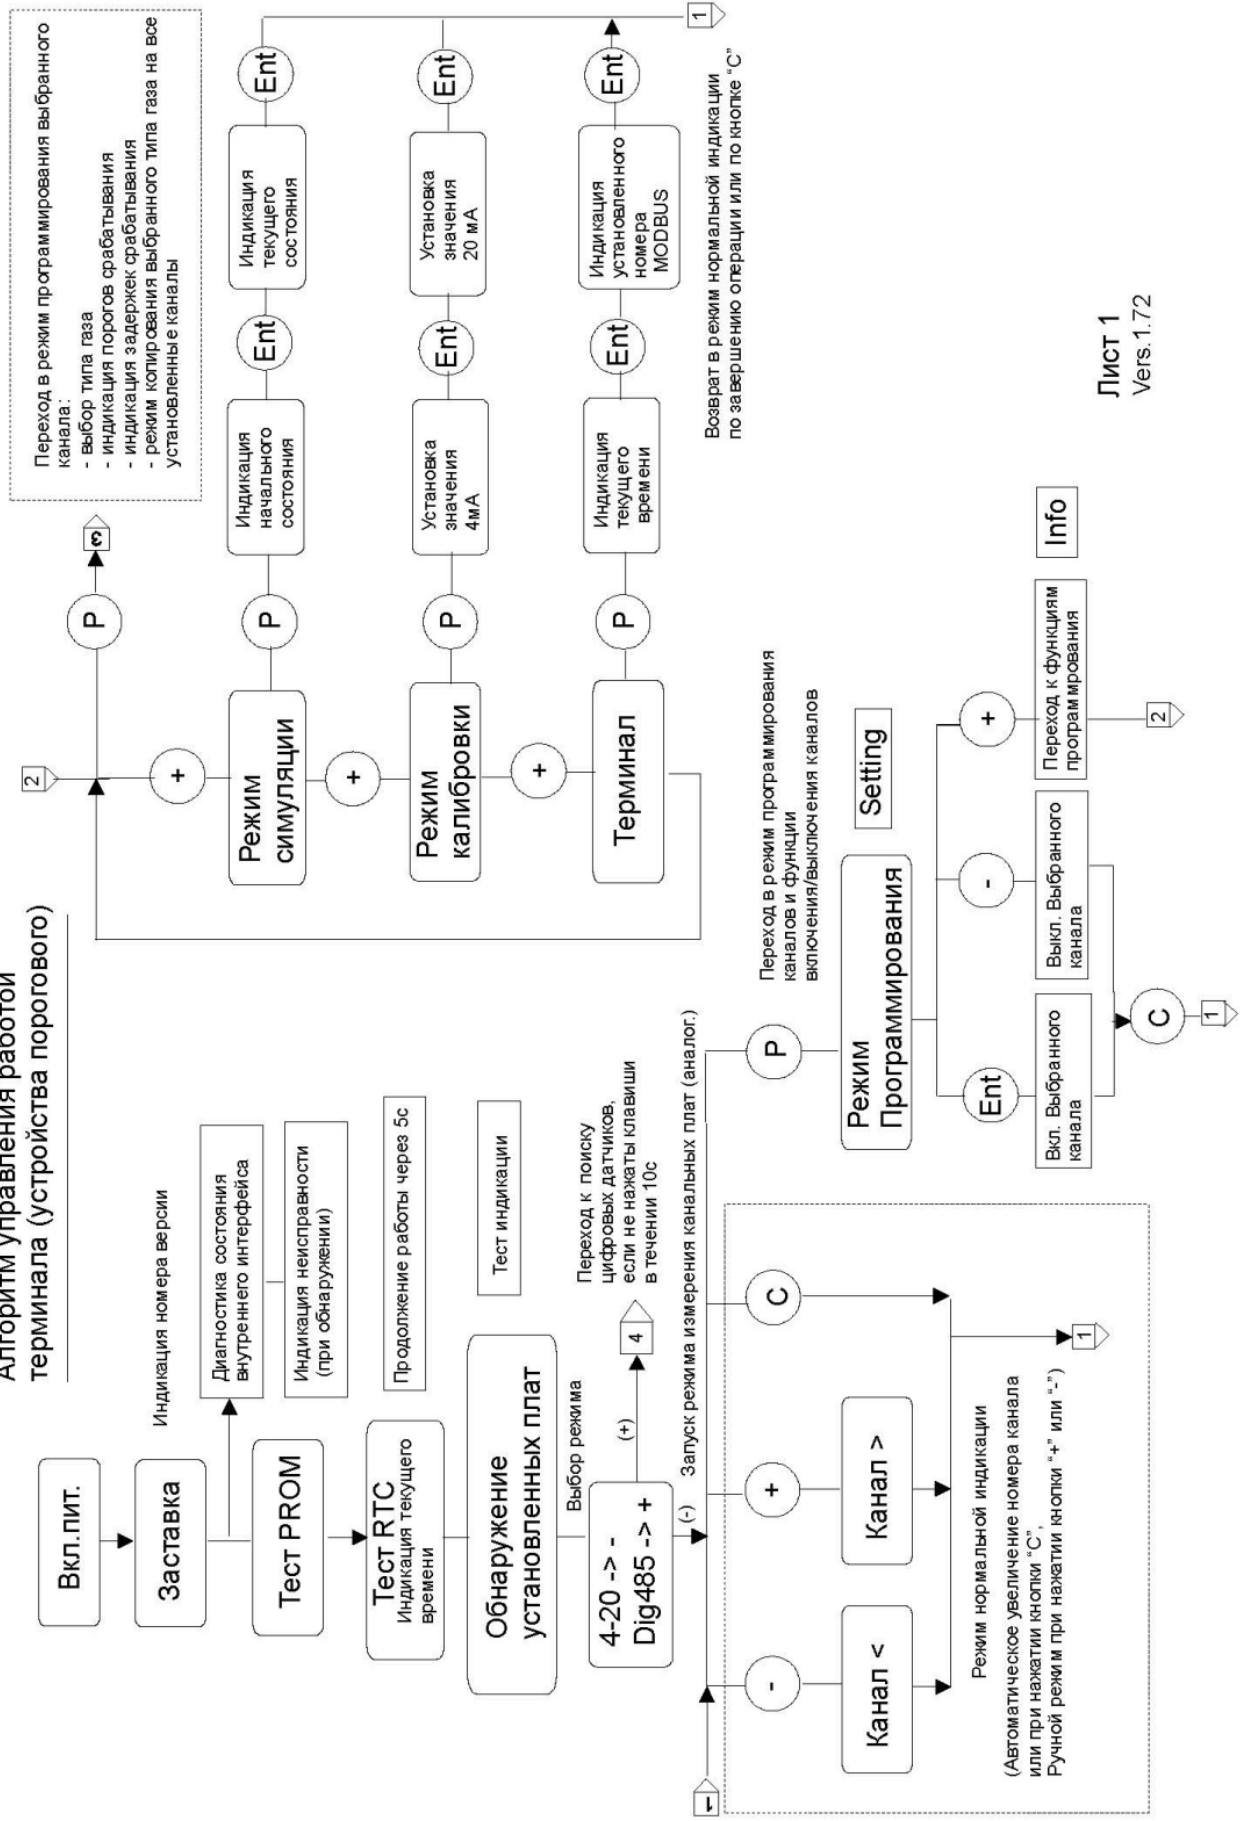 Алгоритм управления работой
терминала (устройства порогового)
Вкл.пит.
Заставка
Индикация номера версии
Диагностика состояния
внутреннего интерфейса
Тест PROM
Индикация неисправности
(при обнаружении)
Тест RTC
Индикация текущего
времени
Продолжение работы через 5с
Обнаружение
установленных плат
Тест индикации
Выбор режима
4-20 -> -
Dig485 -> +
(+)
4
Переход к поиску
цифровых датчиков,
если не нажаты клавиши
в течении 10с
(-)
Запуск режима измерения канальных плат (аналог.)
1
-
+
C
Канал <
Канал >
1
Режим нормальной индикации
(Автоматическое увеличение номера канала
или при нажатии кнопки "С",
Ручной режим при нажатии кнопки "+" или "-")
P
Переход в режим программирования
каналов и функции
включения/выключения каналов
Режим
Программирования
Setting
Ent
-
+
Вкл. Выбранного
канала
Выкл. Выбранного
канала
Переход к функциям
программирования
Info
C
1
2
2
P
3
Переход в режим программирования выбранного
канала:
- выбор типа газа
- индикация порогов срабатывания
- индикация задержек срабатывания
- режим копирования выбранного типа газа на все
установленные каналы
+
Режим
симуляции
P
Индикация
начального
состояния
Ent
Индикация
текущего
состояния
Ent
+
Режим
калибровки
P
Установка
значения
4мА
Ent
Установка
значения
20 мА
Ent
+
Терминал
P
Индикация
текущего
времени
Ent
Индикация
установленного
номера
MODBUS
Ent
1
Возврат в режим нормальной индикации
по завершению операции или по кнопке "С"
Лист 1
Vers.1.72